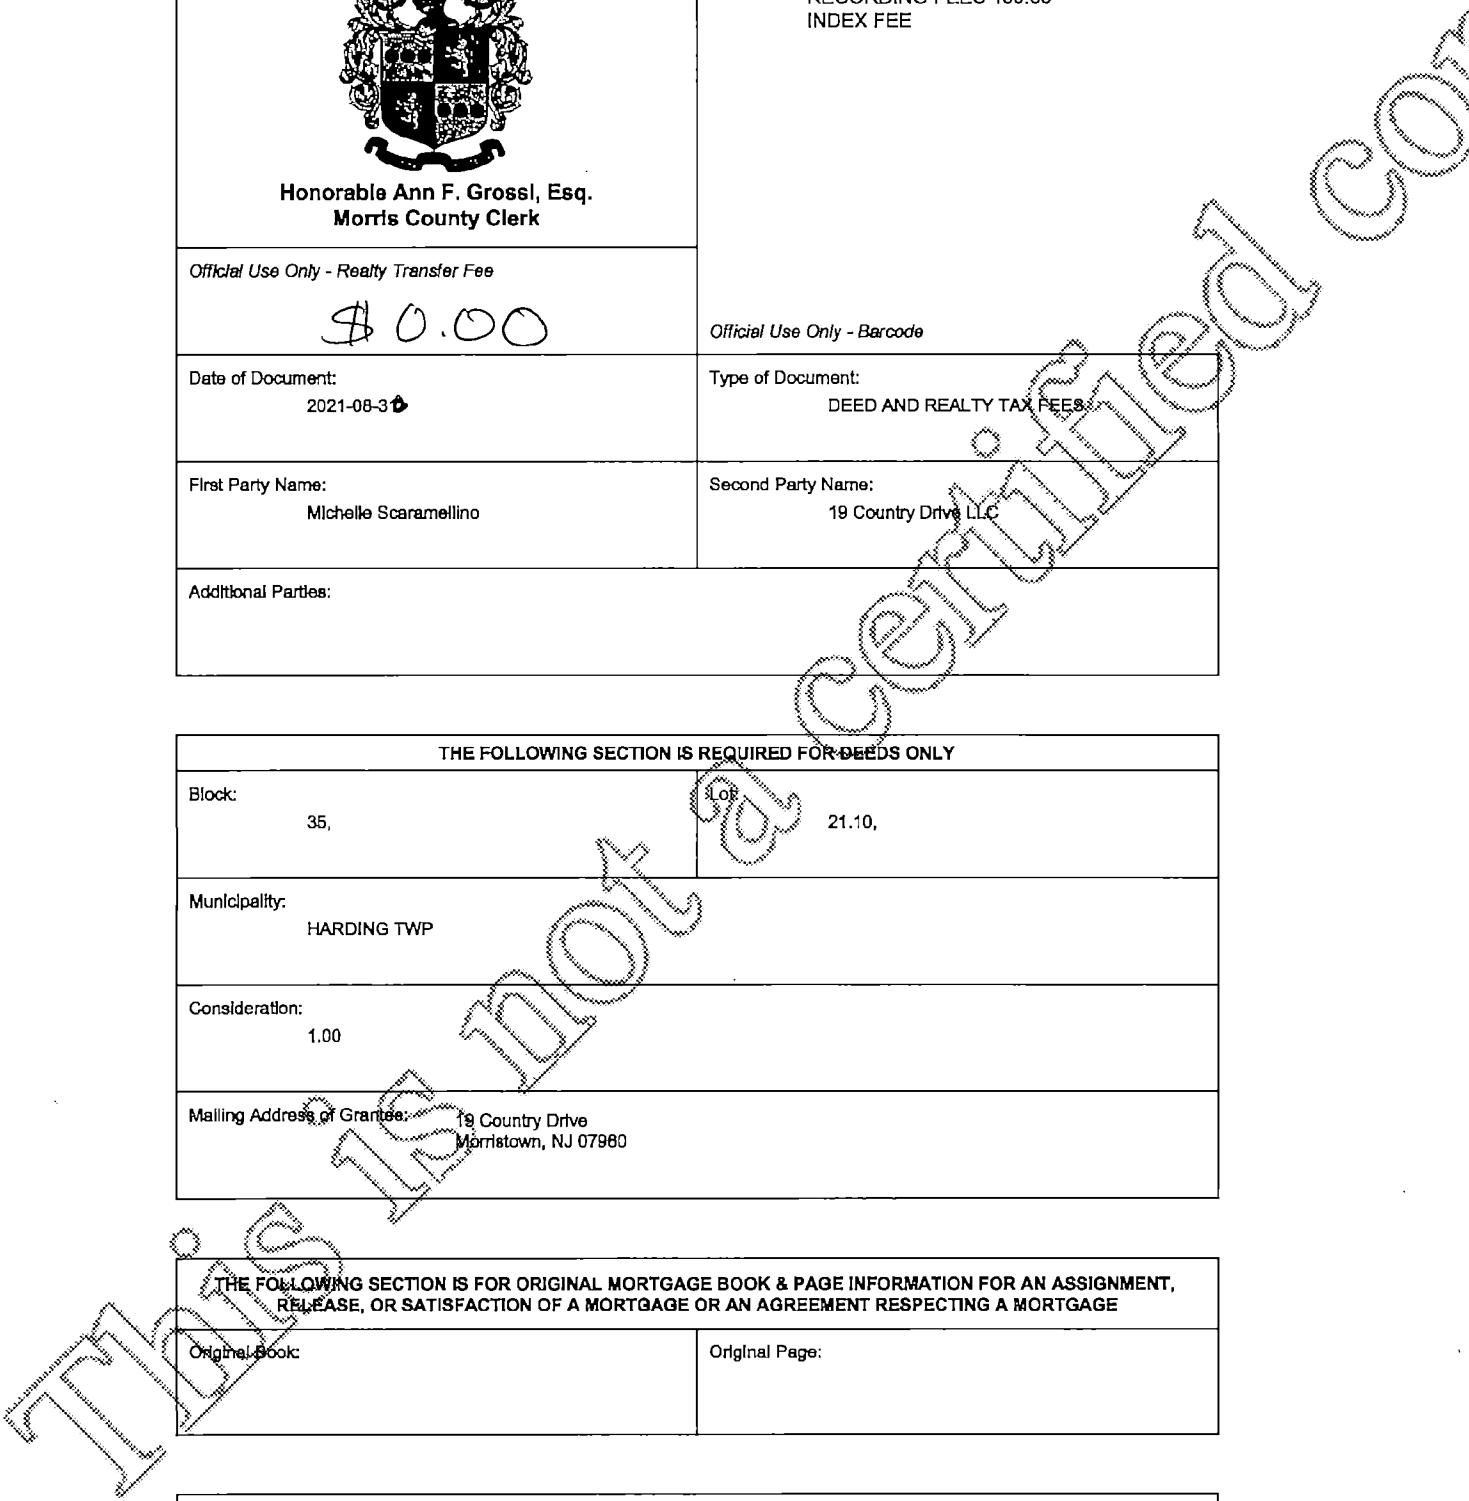 INDEX FEE
Honorable Ann F. Grossi, Esq.
Morris County Clerk
Official Use Only - Realty Transfer Fee
$ 0.00
Official Use Only - Barcode
Date of Document:
2021-08-31
Type of Document:
DEED AND REALTY TAX FEES
First Party Name:
Michelle Scaramellino
Second Party Name:
19 Country Drive LLC
Additional Parties:
THE FOLLOWING SECTION IS REQUIRED FOR DEEDS ONLY
Block:
35,
Lot:
21.10,
Municipality:
HARDING TWP
Consideration:
1.00
Mailing Address of Grantee:
19 Country Drive
Morristown, NJ 07960
THE FOLLOWING SECTION IS FOR ORIGINAL MORTGAGE BOOK & PAGE INFORMATION FOR AN ASSIGNMENT,
RELEASE, OR SATISFACTION OF A MORTGAGE OR AN AGREEMENT RESPECTING A MORTGAGE
Original Book:
Original Page:
This is not a certified